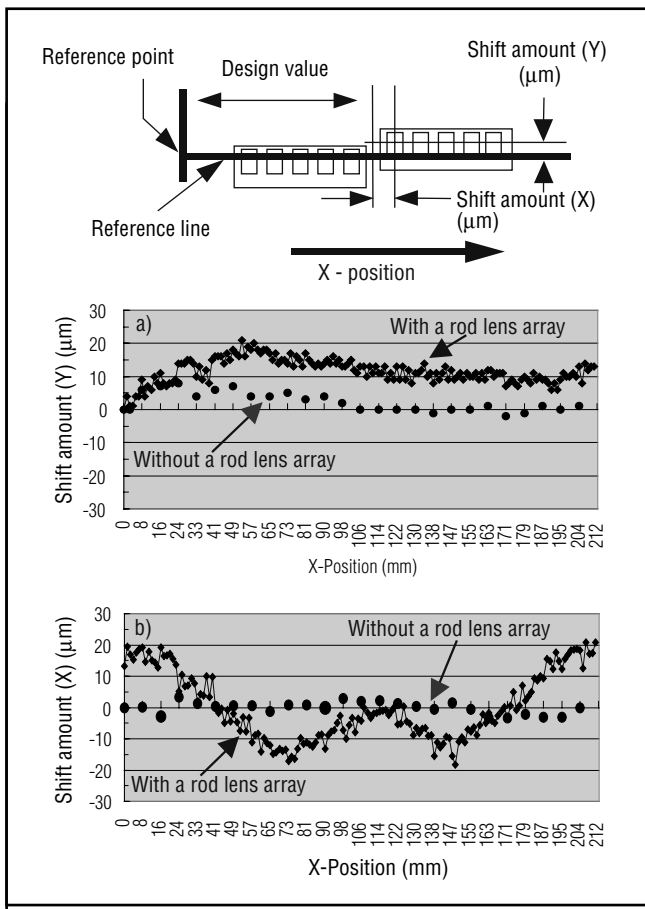 Reference point
Design value
Shift amount (Y)
(µm)
Reference line
Shift amount (X)
(µm)
X - position
a)
With a rod lens array
Without a rod lens array
Shift amount (Y) (µm)
30
20
10
0
-10
-20
-30
0 8 16 24 33 41 49 57 65 73 81 90 98 106 114 122 130 138 147 155 163 171 179 187 195 204 212
X-Position (mm)
b)
Without a rod lens array
With a rod lens array
Shift amount (X) (µm)
30
20
10
0
-10
-20
-30
0 8 16 24 33 41 49 57 65 73 81 90 98 106 114 122 130 138 147 155 163 171 179 187 195 204 212
X-Position (mm)